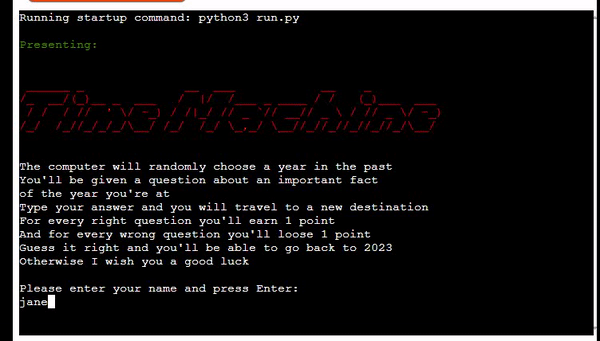 Running startup command: python3 run.py
Presenting:
Time Machine
The computer will randomly choose a year in the past
You'll be given a question about an important fact
of the year you're at
Type your answer and you will travel to a new destination
For every right question you'll earn 1 point
And for every wrong question you'll loose 1 point
Guess it right and you'll be able to go back to 2023
Otherwise I wish you a good luck
Please enter your name and press Enter:
jane